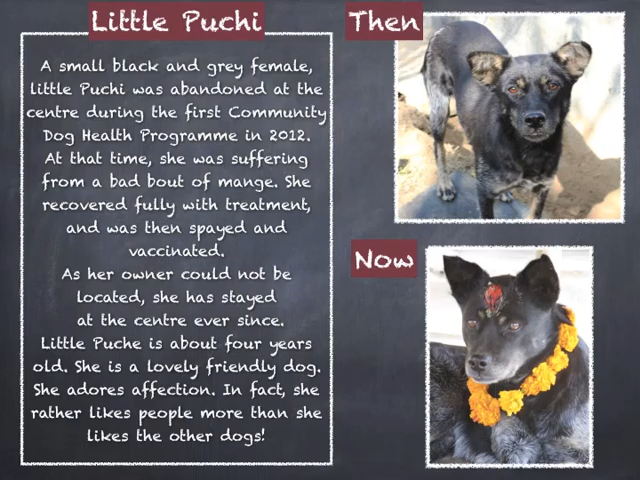 Little Puchi
A small black and grey female,
little Puchi was abandoned at the
centre during the first Community
Dog Health Programme in 2012.
At that time, she was suffering
from a bad bout of mange. She
recovered fully with treatment,
and was then spayed and
vaccinated.
As her owner could not be
located, she has stayed
at the centre ever since.
Little Puche is about four years
old. She is a lovely friendly dog.
She adores affection. In fact, she
rather likes people more than she
likes the other dogs!
Then
Now